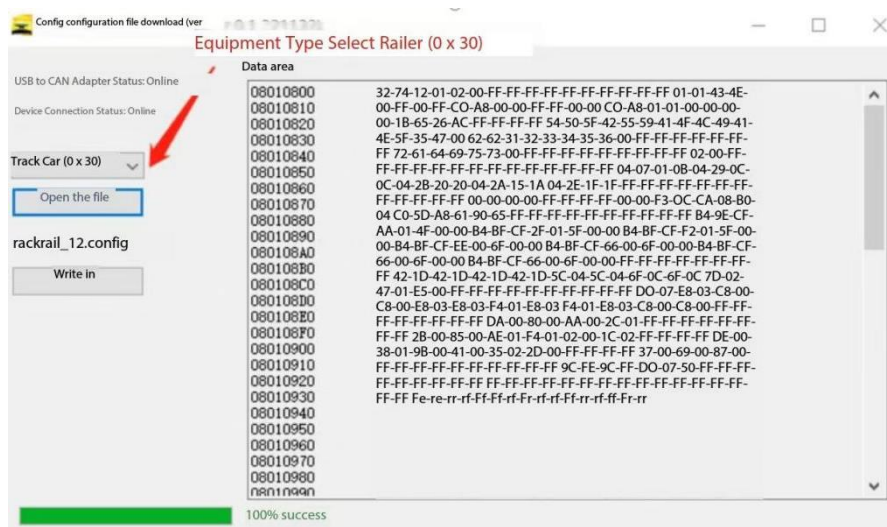 Config configuration file download (ver
Equipment Type Select Railer (0 x 30)
USB to CAN Adapter Status: Online
Device Connection Status: Online
Track Car (0 x 30)
Open the file
rackrail_12.config
Write in
Data area
08010800
08010810
08010820
08010830
08010840
08010850
08010860
08010870
08010880
08010890
080108A0
080108B0
080108C0
080108D0
080108E0
080108F0
08010900
08010910
08010920
08010930
08010940
08010950
08010960
08010970
08010980
08010990
32-74-12-01-02-00-FF-FF-FF-FF-FF-FF-FF-FF-FF 01-01-43-4E-
00-FF-00-FF-CO-A8-00-00-FF-FF-00-00 CO-A8-01-01-00-00-00-
00-1B-65-26-AC-FF-FF-FF-FF 54-50-5F-42-55-59-41-4F-4C-49-41-
4E-5F-35-47-00 62-62-31-32-33-34-35-36-00-FF-FF-FF-FF-FF-FF-
FF 72-61-64-69-75-73-00-FF-FF-FF-FF-FF-FF-FF-FF-FF 02-00-FF-
FF-FF-FF-FF-FF-FF-FF-FF-FF-FF-FF-FF-FF 04-07-01-0B-04-29-0C-
0C-04-2B-20-20-04-2A-15-1A 04-2E-1F-1F-FF-FF-FF-FF-FF-FF-FF-
FF-FF-FF-FF-FF 00-00-00-00-FF-FF-FF-FF-FF-00-00-F3-OC-CA-08-B0-
04 C0-5D-A8-61-90-65-FF-FF-FF-FF-FF-FF-FF-FF-FF-FF B4-9E-CF-
AA-01-4F-00-00-B4-BF-CF-2F-01-5F-00-00 B4-BF-CF-F2-01-5F-00-
00-B4-BF-CF-EE-00-6F-00-00 B4-BF-CF-66-00-6F-00-00-B4-BF-CF-
66-00-6F-00-00 B4-BF-CF-66-00-6F-00-00-FF-FF-FF-FF-FF-FF-FF-
FF 42-1D-42-1D-42-1D-42-1D-5C-04-5C-04-6F-0C-6F-0C 7D-02-
47-01-E5-00-FF-FF-FF-FF-FF-FF-FF-FF-FF-FF DO-07-E8-03-C8-00-
C8-00-E8-03-E8-03-F4-01-E8-03 F4-01-E8-03-C8-00-C8-00-FF-FF-
FF-FF-FF-FF-FF-FF DA-00-80-00-AA-00-2C-01-FF-FF-FF-FF-FF-FF-
FF-FF 2B-00-85-00-AE-01-F4-01-02-00-1C-02-FF-FF-FF-FF DE-00-
38-01-9B-00-41-00-35-02-2D-00-FF-FF-FF-FF 37-00-69-00-87-00-
FF-FF-FF-FF-FF-FF-FF-FF-FF-FF 9C-FE-9C-FF-DO-07-50-FF-FF-FF-
FF-FF-FF-FF-FF-FF FF-FF-FF-FF-FF-FF-FF-FF-FF-FF-FF-FF-FF-FF-
FF-FF Fe-re-rr-rf-Ff-Ff-rf-Fr-rf-rf-Ff-rr-rf-ff-Fr-rr
100% success